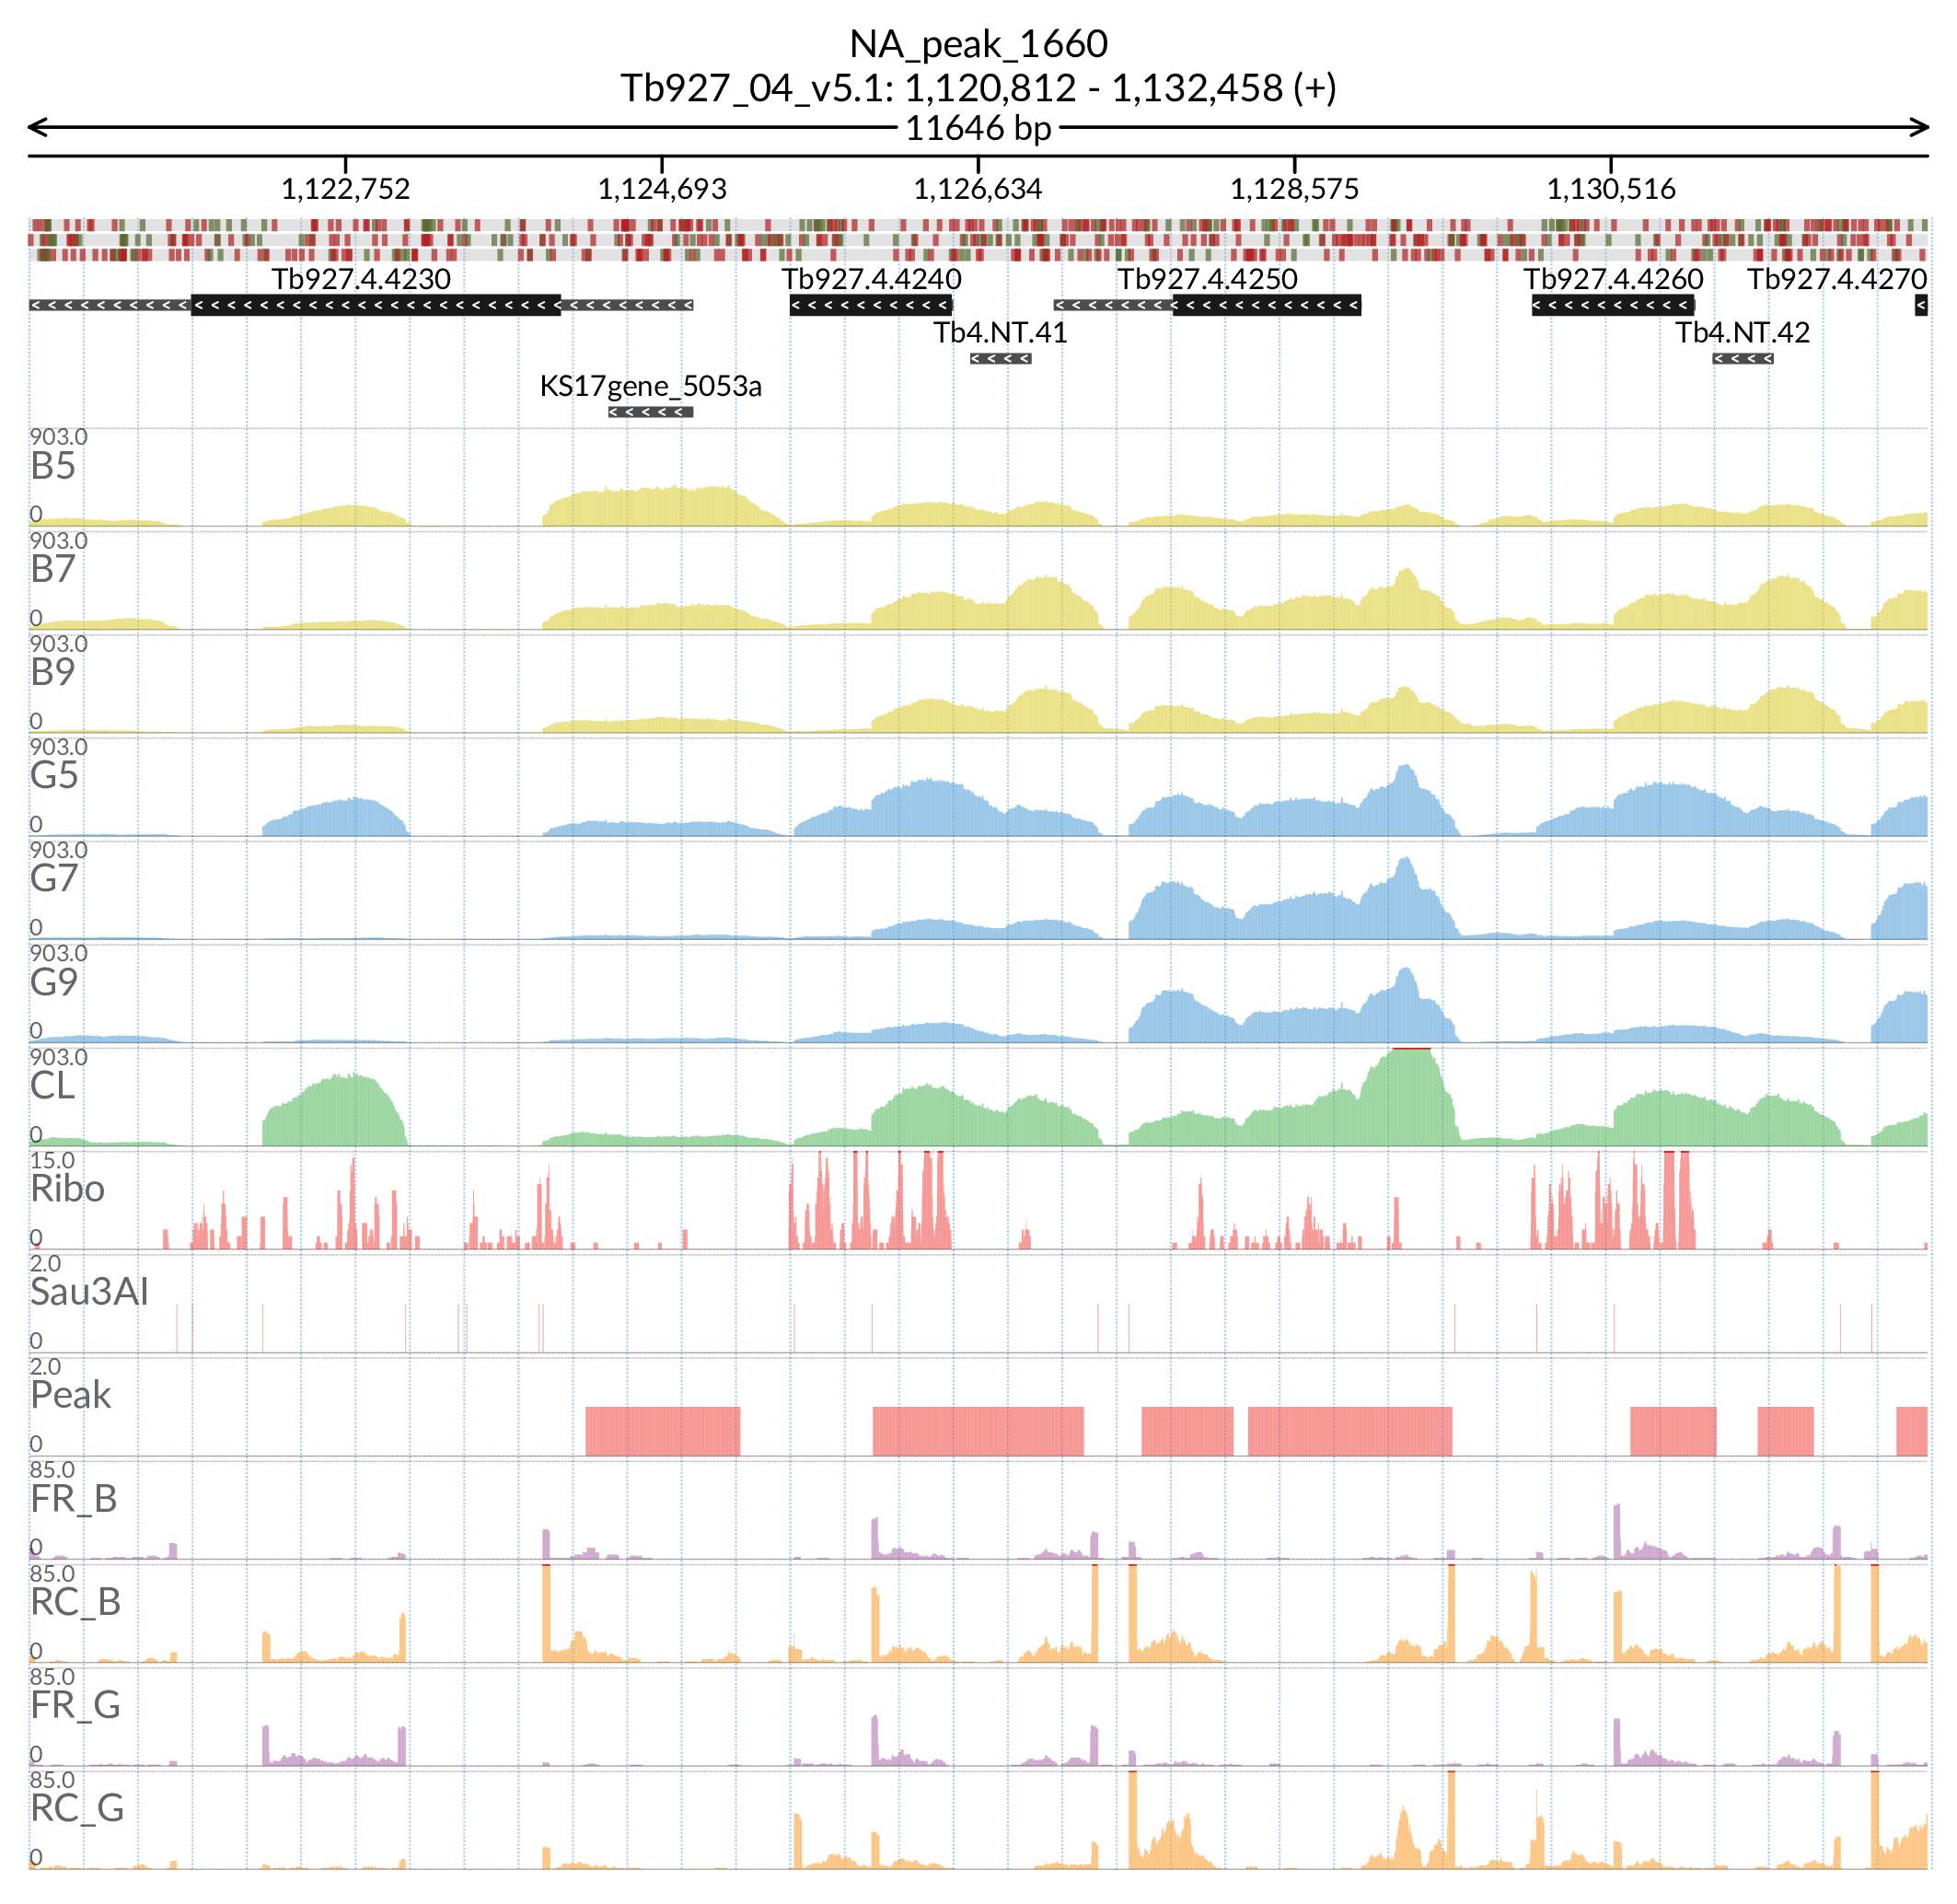 NA_peak_1660
Tb927_04_v5.1: 1,120,812 - 1,132,458 (+)
11646 bp
1,122,752 1,124,693 1,126,634 1,128,575 1,130,516
Tb927.4.4230 Tb927.4.4240 Tb927.4.4250 Tb927.4.4260 Tb927.4.4270
Tb4.NT.41 Tb4.NT.42
KS17gene_5053a
903.0
B5
0
903.0
B7
0
903.0
B9
0
903.0
G5
0
903.0
G7
0
903.0
G9
0
903.0
CL
0
15.0
Ribo
0
2.0
Sau3AI
0
2.0
Peak
0
85.0
FR_B
0
85.0
RC_B
0
85.0
FR_G
0
85.0
RC_G
0